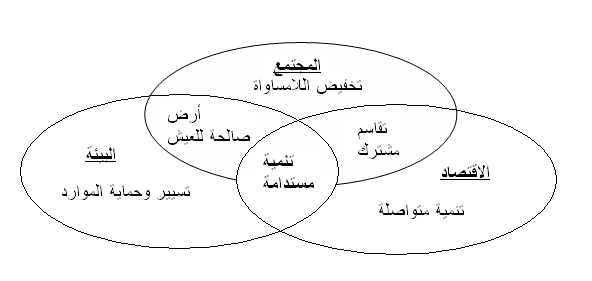 المجتمع
تخفيض اللامساواة
أرض
صالحة للعيش
تقاسم
مشترك
البيئة
تسيير وحماية الموارد
تنمية
مستدامة
الاقتصاد
تنمية متواصلة